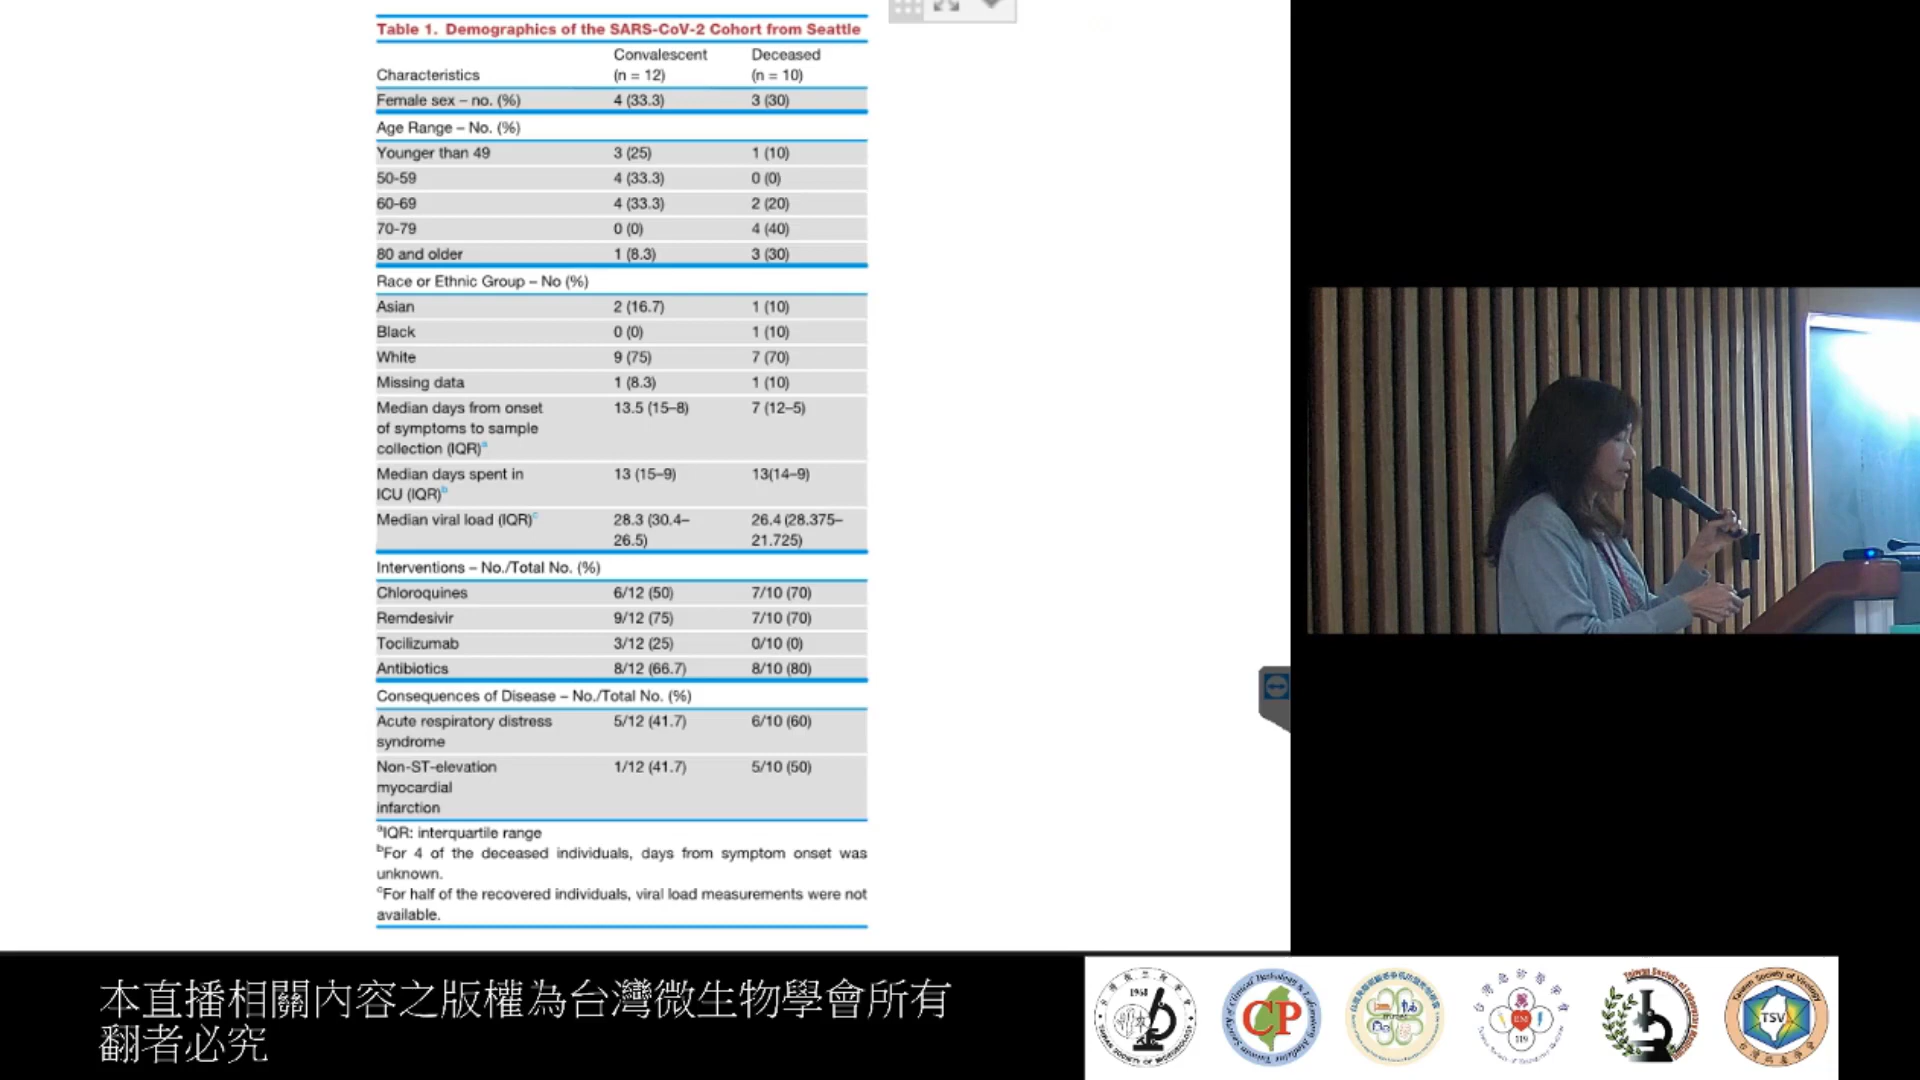 Table 1. Demographics of the SARS-CoV-2 Cohort from Seattle
Characteristics Convalescent (n = 12) Deceased (n = 10)
Female sex – no. (%) 4 (33.3) 3 (30)
Age Range – No. (%)
Younger than 49 3 (25) 1 (10)
50-59 4 (33.3) 0 (0)
60-69 4 (33.3) 2 (20)
70-79 0 (0) 4 (40)
80 and older 1 (8.3) 3 (30)
Race or Ethnic Group – No (%)
Asian 2 (16.7) 1 (10)
Black 0 (0) 1 (10)
White 9 (75) 7 (70)
Missing data 1 (8.3) 1 (10)
Median days from onset 13.5 (15–8) 7 (12–5)
of symptoms to sample
collection (IQR)a
Median days spent in 13 (15–9) 13(14–9)
ICU (IQR)b
Median viral load (IQR)c 28.3 (30.4– 26.4 (28.375–
26.5) 21.725)
Interventions – No./Total No. (%)
Chloroquines 6/12 (50) 7/10 (70)
Remdesivir 9/12 (75) 7/10 (70)
Tocilizumab 3/12 (25) 0/10 (0)
Antibiotics 8/12 (66.7) 8/10 (80)
Consequences of Disease – No./Total No. (%)
Acute respiratory distress 5/12 (41.7) 6/10 (60)
syndrome
Non-ST-elevation 1/12 (41.7) 5/10 (50)
myocardial
infarction
aIQR: interquartile range
bFor 4 of the deceased individuals, days from symptom onset was
unknown.
cFor half of the recovered individuals, viral load measurements were not
available.
本直播相關內容之版權為台灣微生物學會所有
翻者必究
CP
EM
119
TSV
Taiwan Society of Virology